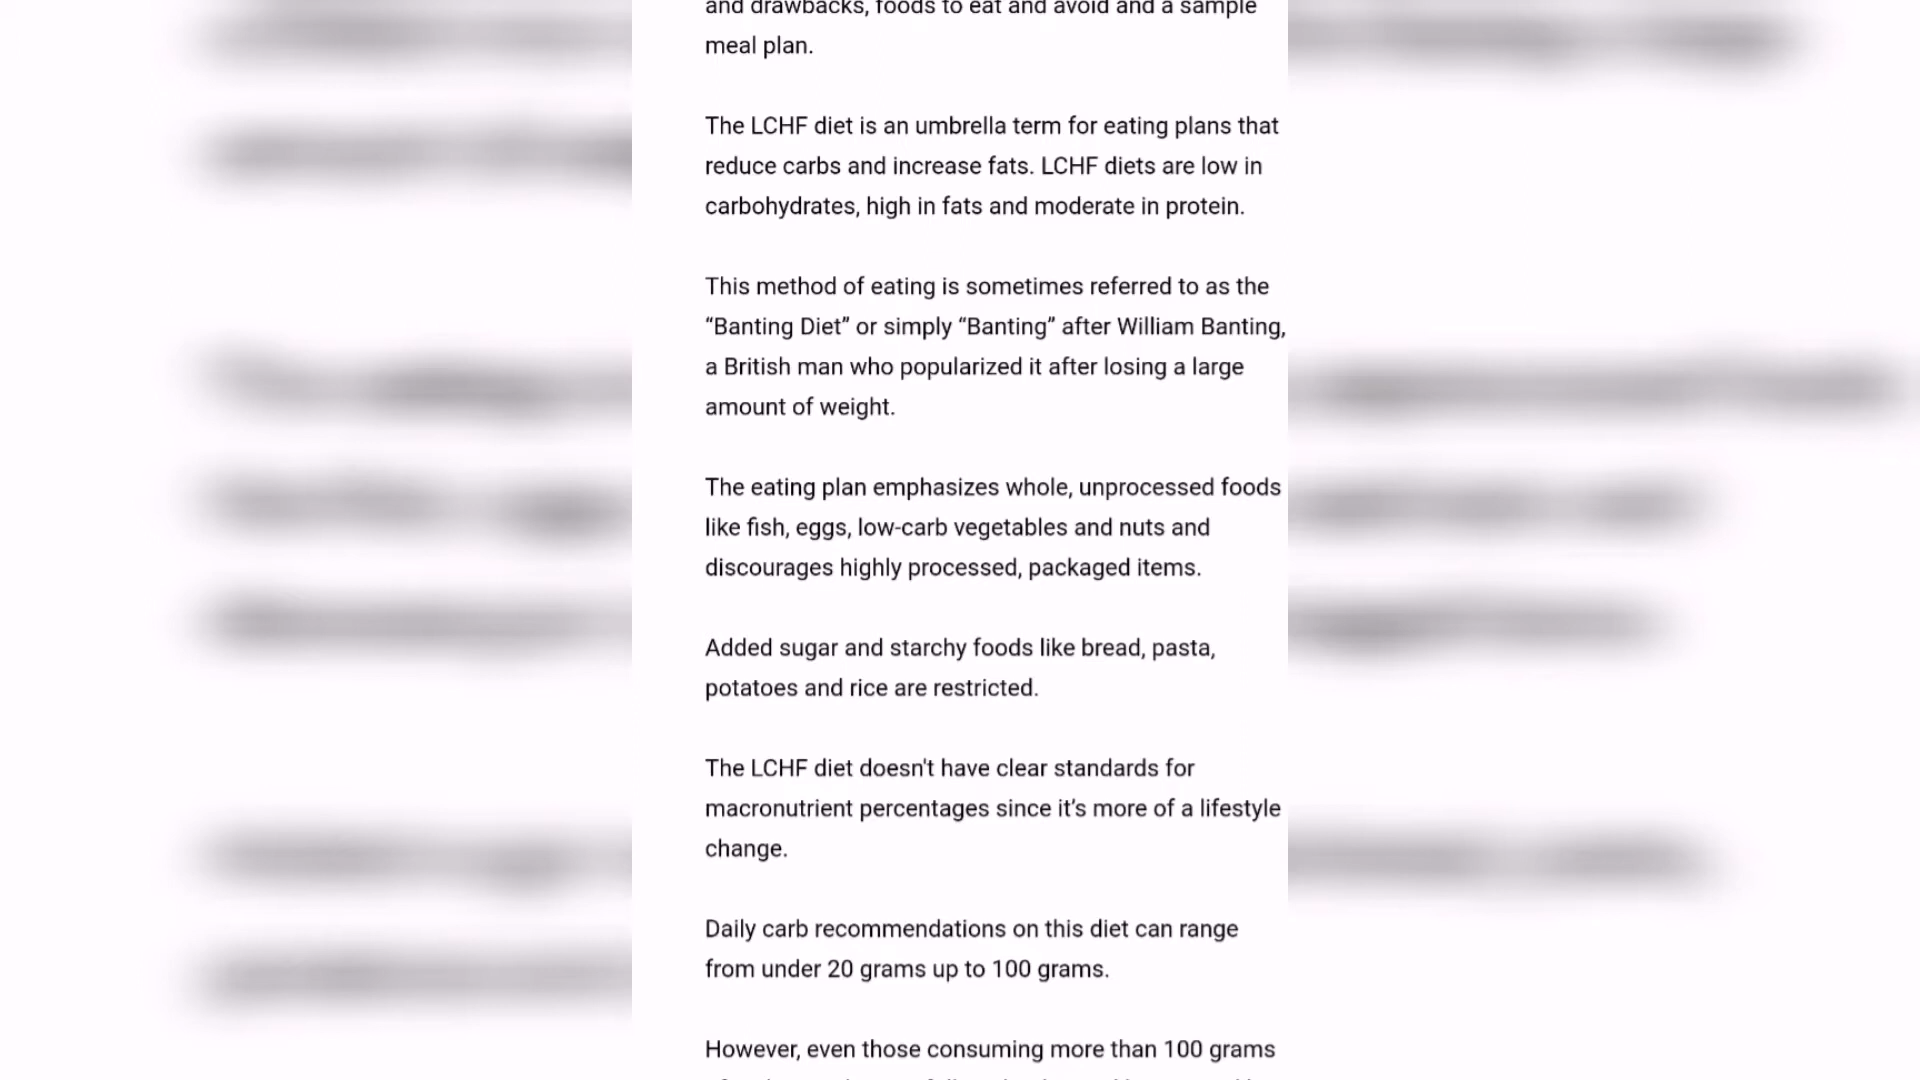 and drawbacks, foods to eat and avoid and a sample
meal plan.
The LCHF diet is an umbrella term for eating plans that
reduce carbs and increase fats. LCHF diets are low in
carbohydrates, high in fats and moderate in protein.
This method of eating is sometimes referred to as the
“Banting Diet” or simply “Banting” after William Banting,
a British man who popularized it after losing a large
amount of weight.
The eating plan emphasizes whole, unprocessed foods
like fish, eggs, low-carb vegetables and nuts and
discourages highly processed, packaged items.
Added sugar and starchy foods like bread, pasta,
potatoes and rice are restricted.
The LCHF diet doesn't have clear standards for
macronutrient percentages since it's more of a lifestyle
change.
Daily carb recommendations on this diet can range
from under 20 grams up to 100 grams.
However, even those consuming more than 100 grams